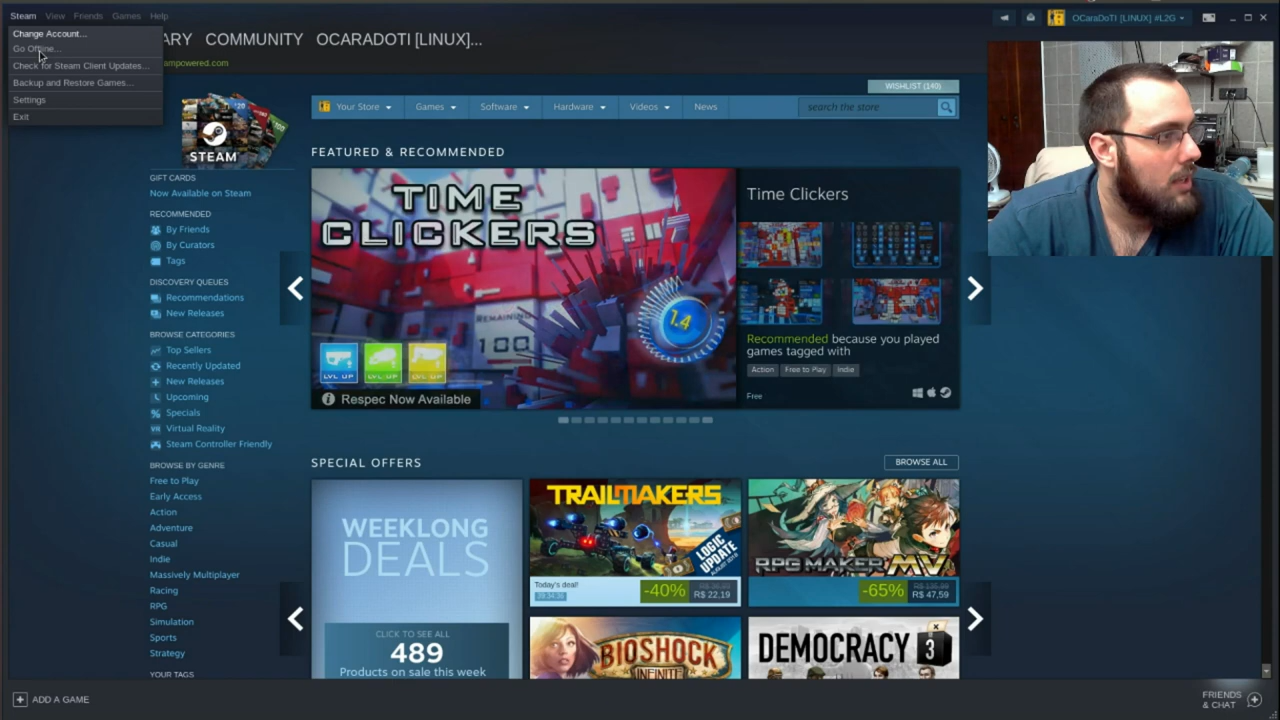 Steam View Friends Games Help
OCaraDoTI [LINUX] #L2G
Change Account...
Go Offline...
Check for Steam Client Updates...
Backup and Restore Games...
Settings
Exit
ARY COMMUNITY OCARADOTI [LINUX]...
ampowered.com
WISHLIST (140)
Your Store Games Software Hardware Videos News
search the store
STEAM
GIFT CARDS
Now Available on Steam
RECOMMENDED
By Friends
By Curators
Tags
DISCOVERY QUEUES
Recommendations
New Releases
BROWSE CATEGORIES
Top Sellers
Recently Updated
New Releases
Upcoming
Specials
VR Virtual Reality
Steam Controller Friendly
BROWSE BY GENRE
Free to Play
Early Access
Action
Adventure
Casual
Indie
Massively Multiplayer
Racing
RPG
Simulation
Sports
Strategy
YOUR TAGS
FEATURED & RECOMMENDED
TIME
CLICKERS
REMAINING
100
1.4
LVL UP LVL UP LVL UP
Respec Now Available
Time Clickers
Recommended because you played
games tagged with
Action Free to Play Indie
Free
SPECIAL OFFERS
BROWSE ALL
WEEKLONG
DEALS
CLICK TO SEE ALL
489
Products on sale this week
TRAILMAKERS
LOGIC
UPDATE
Today's deal!
-40%
R$ 22,19
RPG MAKER MV
-65%
R$ 47,59
BIOSHOCK
INFINITE
DEMOCRACY 3
ADD A GAME
FRIENDS
& CHAT